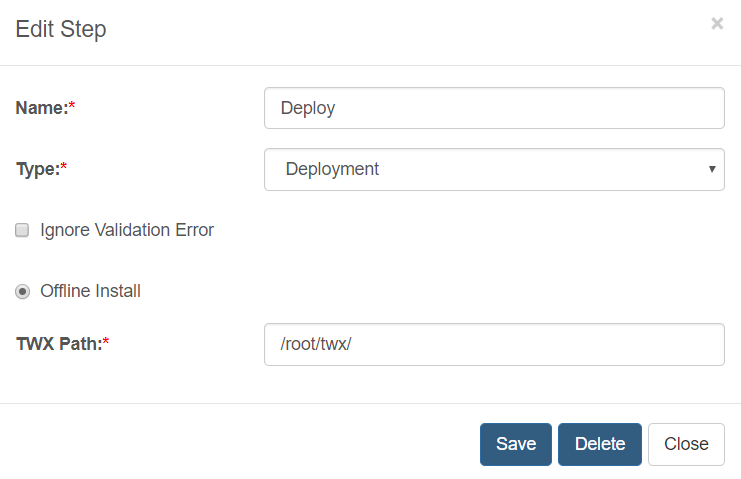 Edit Step
×
Name:*
Deploy
Type:*
Deployment
Ignore Validation Error
Offline Install
TWX Path:*
/root/twx/
Save Delete Close